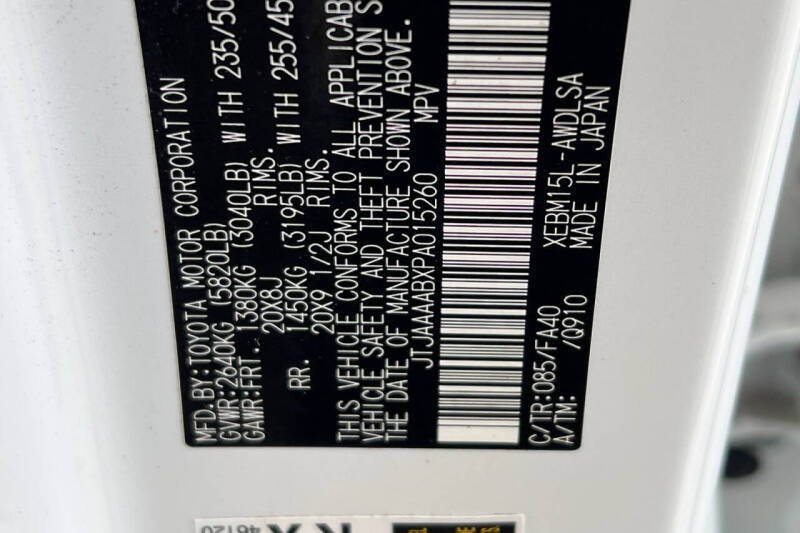 MFD.BY:TOYOTA MOTOR CORPORATION
GVWR:2640KG (5820LB)
GAWR:FRT. 1380KG (3040LB) WITH 235/50
20X8J RIMS.
RR. 1450KG (3195LB) WITH 255/45
20X9 1/2J RIMS.
THIS VEHICLE CONFORMS TO ALL APPLICAB
VEHICLE SAFETY AND THEFT PREVENTION S
THE DATE OF MANUFACTURE SHOWN ABOVE.
JTJAAAABXPA015260 MPV
C/TR:085/FA40 XEBM15L-AWDLSA
A/TM: /Q910 MADE IN JAPAN
46120